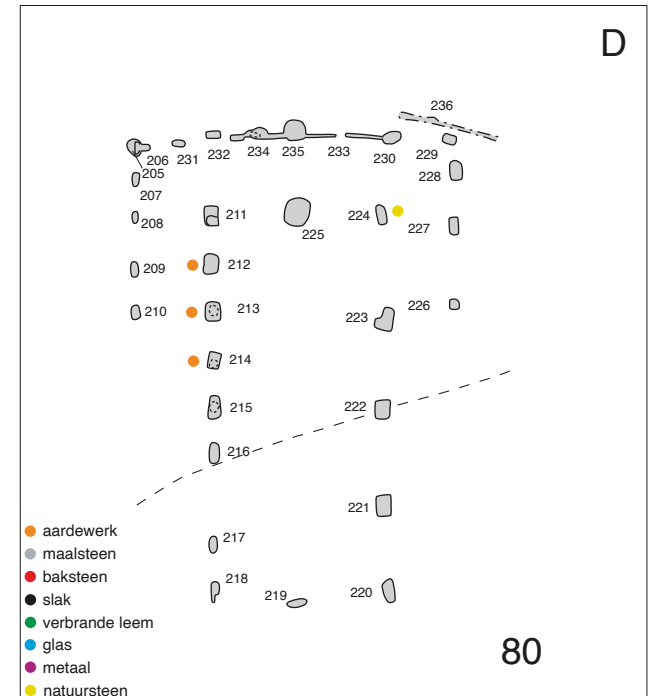 D
236
206 231 232 234 235 233 230 229
205
228
207
208 211 225 224 227
209 212
210 213 223 226
214
215 222
216
221
217
218 219 220
80
aardewerk
maalsteen
baksteen
slak
verbrande leem
glas
metaal
natuursteen